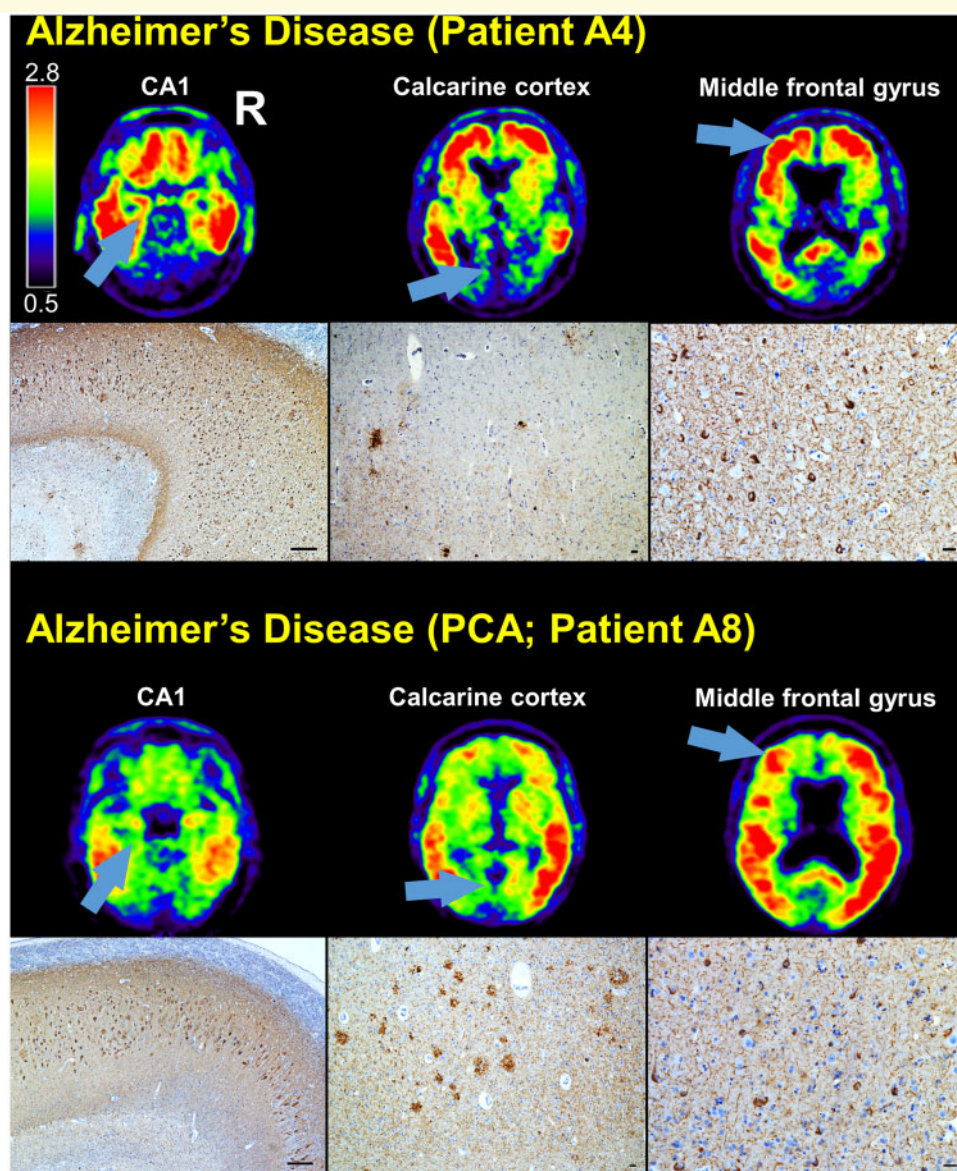 Alzheimer's Disease (Patient A4)
2.8
CA1
R
Calcarine cortex
Middle frontal gyrus
0.5
Alzheimer's Disease (PCA; Patient A8)
CA1
Calcarine cortex
Middle frontal gyrus